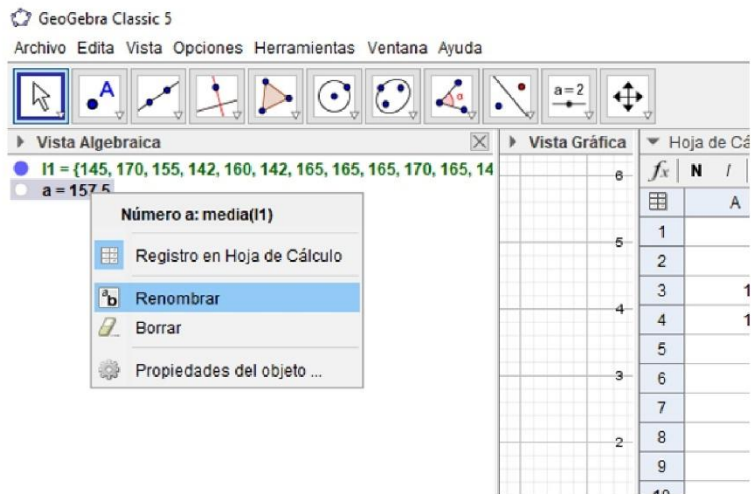 GeoGebra Classic 5
Archivo Edita Vista Opciones Herramientas Ventana Ayuda
A
α
a = 2
Vista Algebraica
l1 = {145, 170, 155, 142, 160, 142, 165, 165, 165, 170, 165, 14
a = 157.5
Número a: media(l1)
Registro en Hoja de Cálculo
Renombrar
Borrar
Propiedades del objeto ...
Vista Gráfica
6
5
4
3
2
Hoja de Cá
fx N I
A
1
2
3 1
4 1
5
6
7
8
9
10